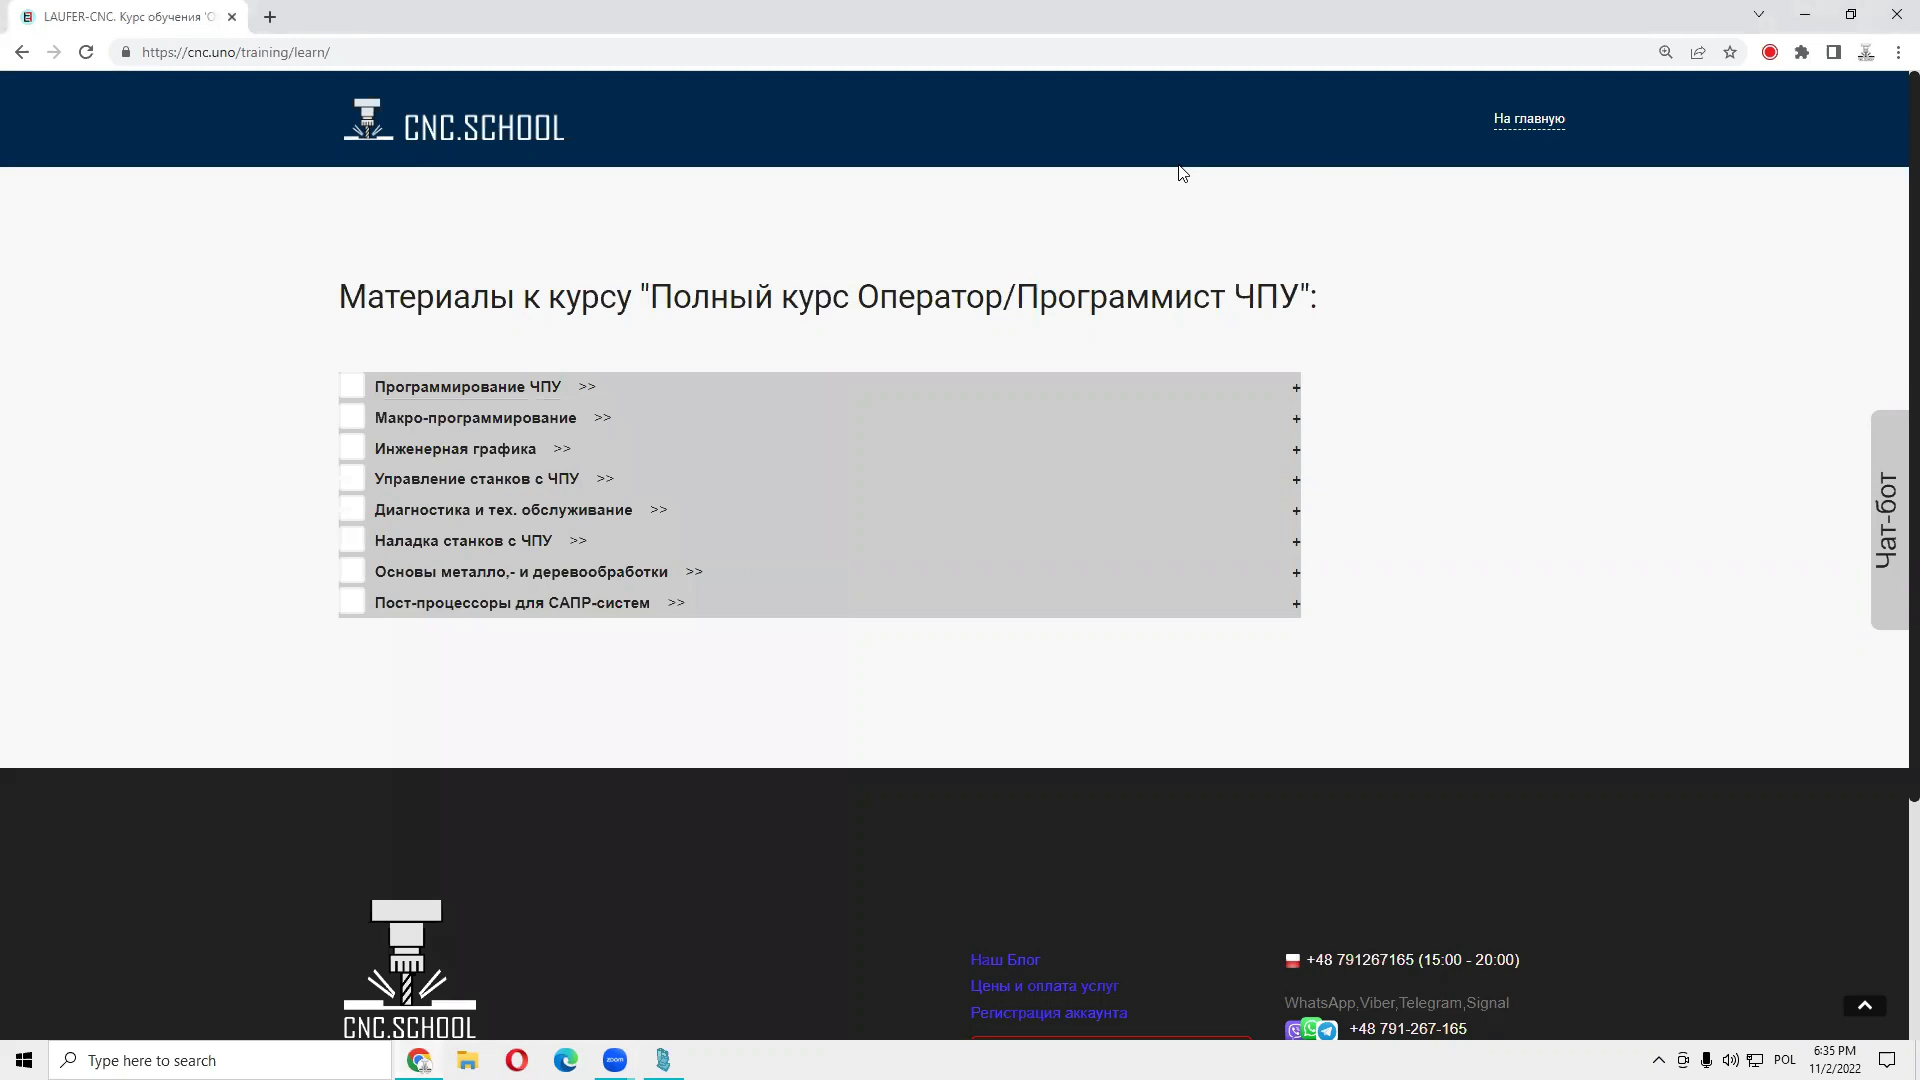 LAUFER-CNC. Курс обучения 'О
https://cnc.uno/training/learn/
CNC.SCHOOL
На главную
Материалы к курсу "Полный курс Оператор/Программист ЧПУ":
Программирование ЧПУ >> +
Макро-программирование >> +
Инженерная графика >> +
Управление станков с ЧПУ >> +
Диагностика и тех. обслуживание >> +
Наладка станков с ЧПУ >> +
Основы металло,- и деревообработки >> +
Пост-процессоры для САПР-систем >> +
Чат-бот
CNC.SCHOOL
Наш Блог
Цены и оплата услуг
Регистрация аккаунта
+48 791267165 (15:00 - 20:00)
WhatsApp,Viber,Telegram,Signal
+48 791-267-165
Type here to search
zoom
POL
6:35 PM
11/2/2022